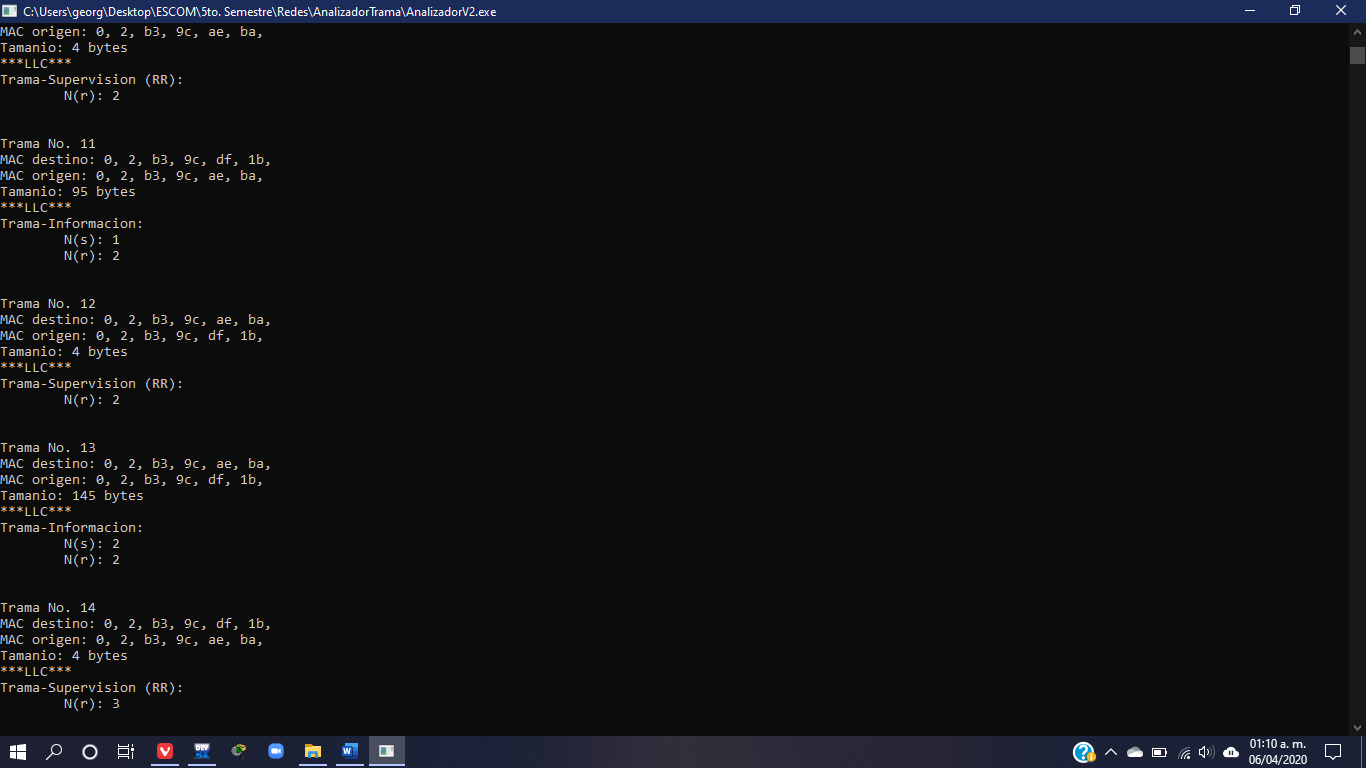 C:\Users\georg\Desktop\ESCOM\5to. Semestre\Redes\AnalizadorTrama\AnalizadorV2.exe
MAC origen: 0, 2, b3, 9c, ae, ba,
Tamanio: 4 bytes
***LLC***
Trama-Supervision (RR):
N(r): 2
Trama No. 11
MAC destino: 0, 2, b3, 9c, df, 1b,
MAC origen: 0, 2, b3, 9c, ae, ba,
Tamanio: 95 bytes
***LLC***
Trama-Informacion:
N(s): 1
N(r): 2
Trama No. 12
MAC destino: 0, 2, b3, 9c, ae, ba,
MAC origen: 0, 2, b3, 9c, df, 1b,
Tamanio: 4 bytes
***LLC***
Trama-Supervision (RR):
N(r): 2
Trama No. 13
MAC destino: 0, 2, b3, 9c, ae, ba,
MAC origen: 0, 2, b3, 9c, df, 1b,
Tamanio: 145 bytes
***LLC***
Trama-Informacion:
N(s): 2
N(r): 2
Trama No. 14
MAC destino: 0, 2, b3, 9c, df, 1b,
MAC origen: 0, 2, b3, 9c, ae, ba,
Tamanio: 4 bytes
***LLC***
Trama-Supervision (RR):
N(r): 3
DEV
01:10 a. m.
06/04/2020